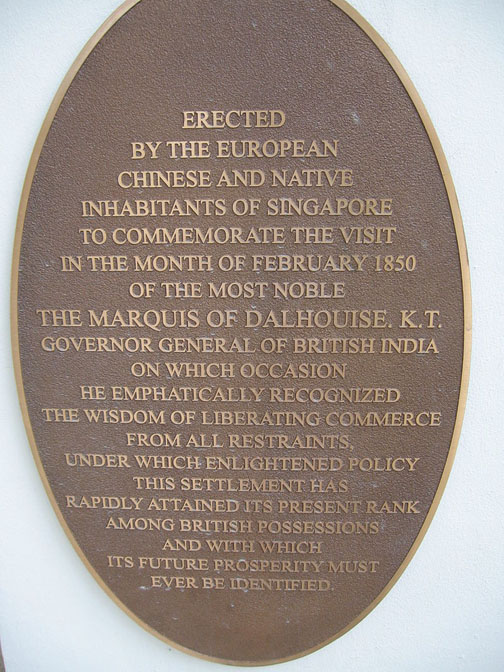 ERECTED
BY THE EUROPEAN
CHINESE AND NATIVE
INHABITANTS OF SINGAPORE
TO COMMEMORATE THE VISIT
IN THE MONTH OF FEBRUARY 1850
OF THE MOST NOBLE
THE MARQUIS OF DALHOUISE. K.T.
GOVERNOR GENERAL OF BRITISH INDIA
ON WHICH OCCASION
HE EMPHATICALLY RECOGNIZED
THE WISDOM OF LIBERATING COMMERCE
FROM ALL RESTRAINTS,
UNDER WHICH ENLIGHTENED POLICY
THIS SETTLEMENT HAS
RAPIDLY ATTAINED ITS PRESENT RANK
AMONG BRITISH POSSESSIONS
AND WITH WHICH
ITS FUTURE PROSPERITY MUST
EVER BE IDENTIFIED.